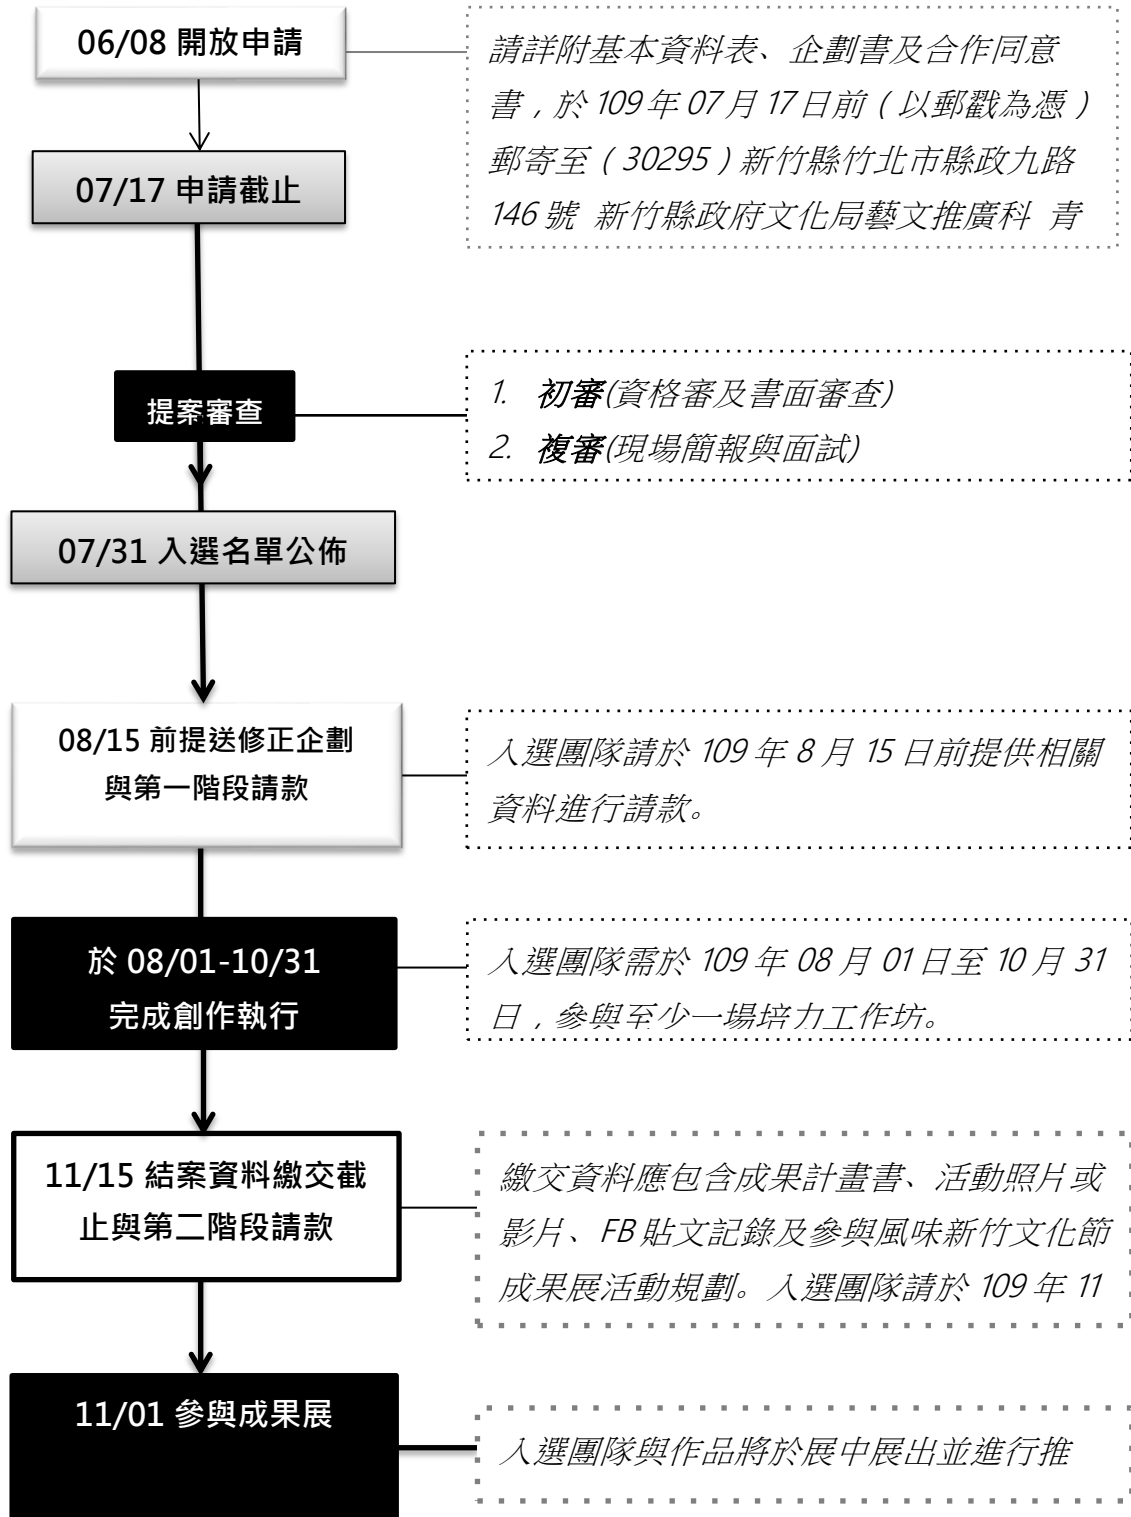 06/08 開放申請
請詳附基本資料表、企劃書及合作同意
書，於 109 年 07 月 17 日前（以郵戳為憑）
郵寄至（30295）新竹縣竹北市縣政九路
146 號 新竹縣政府文化局藝文推廣科 青
07/17 申請截止
提案審查
1. 初審(資格審及書面審查)
2. 複審(現場簡報與面試)
07/31 入選名單公佈
08/15 前提送修正企劃
與第一階段請款
入選團隊請於 109 年 8 月 15 日前提供相關
資料進行請款。
於 08/01-10/31
完成創作執行
入選團隊需於 109 年 08 月 01 日至 10 月 31
日，參與至少一場培力工作坊。
11/15 結案資料繳交截
止與第二階段請款
繳交資料應包含成果計畫書、活動照片或
影片、FB 貼文記錄及參與風味新竹文化節
成果展活動規劃。入選團隊請於 109 年 11
11/01 參與成果展
入選團隊與作品將於展中展出並進行推